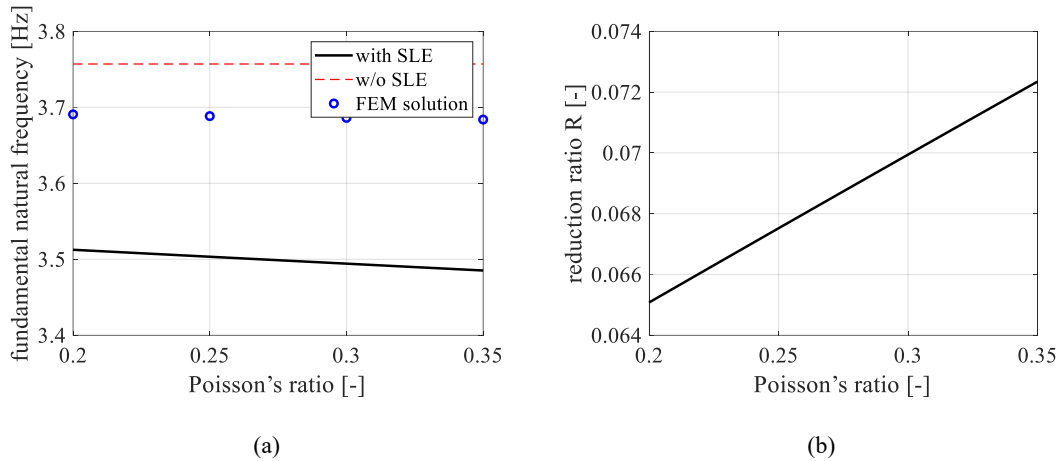 3.8
3.7
3.6
3.5
3.4
0.2
0.25
0.3
0.35
fundamental natural frequency [Hz]
Poisson's ratio [-]
with SLE
w/o SLE
FEM solution
(a)
0.074
0.072
0.07
0.068
0.066
0.064
0.2
0.25
0.3
0.35
reduction ratio R [-]
Poisson's ratio [-]
(b)